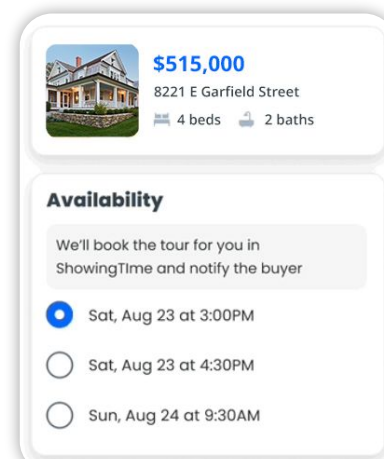 $515,000
8221 E Garfield Street
4 beds 2 baths
Availability
We'll book the tour for you in
ShowingTIme and notify the buyer
Sat, Aug 23 at 3:00PM
Sat, Aug 23 at 4:30PM
Sun, Aug 24 at 9:30AM